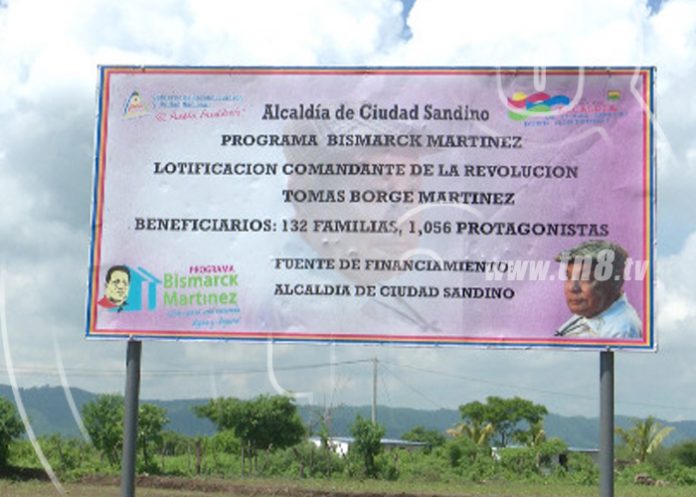 Alcaldía de Ciudad Sandino
PROGRAMA BISMARCK MARTINEZ
LOTIFICACION COMANDANTE DE LA REVOLUCION
TOMAS BORGE MARTINEZ
BENEFICIARIOS: 132 FAMILIAS, 1,056 PROTAGONISTAS
FUENTE DE FINANCIAMIENTO:
ALCALDIA DE CIUDAD SANDINO
www.tn8.tv
PROGRAMA
Bismarck
Martínez